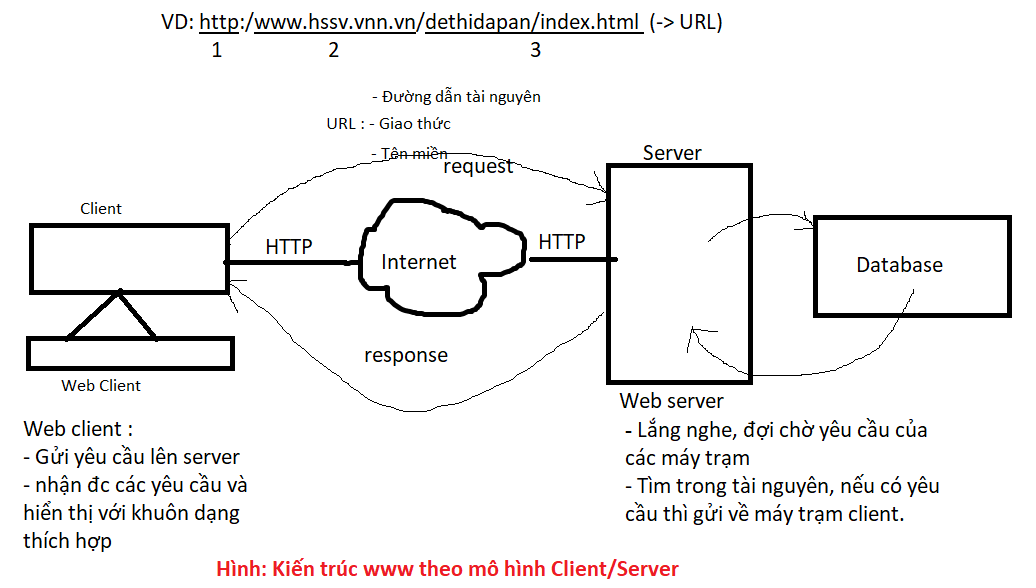 VD: http:/www.hssv.vnn.vn/dethidapan/index.html (-> URL)
1 2 3
- Đường dẫn tài nguyên
URL : - Giao thức
- Tên miền
request
Server
Client
HTTP
Internet
HTTP
Database
response
Web Client
Web server
Web client :
- Gửi yêu cầu lên server
- nhận đc các yêu cầu và
hiển thị với khuôn dạng
thích hợp
- Lắng nghe, đợi chờ yêu cầu của
các máy trạm
- Tìm trong tài nguyên, nếu có yêu
cầu thì gửi về máy trạm client.
Hình: Kiến trúc www theo mô hình Client/Server